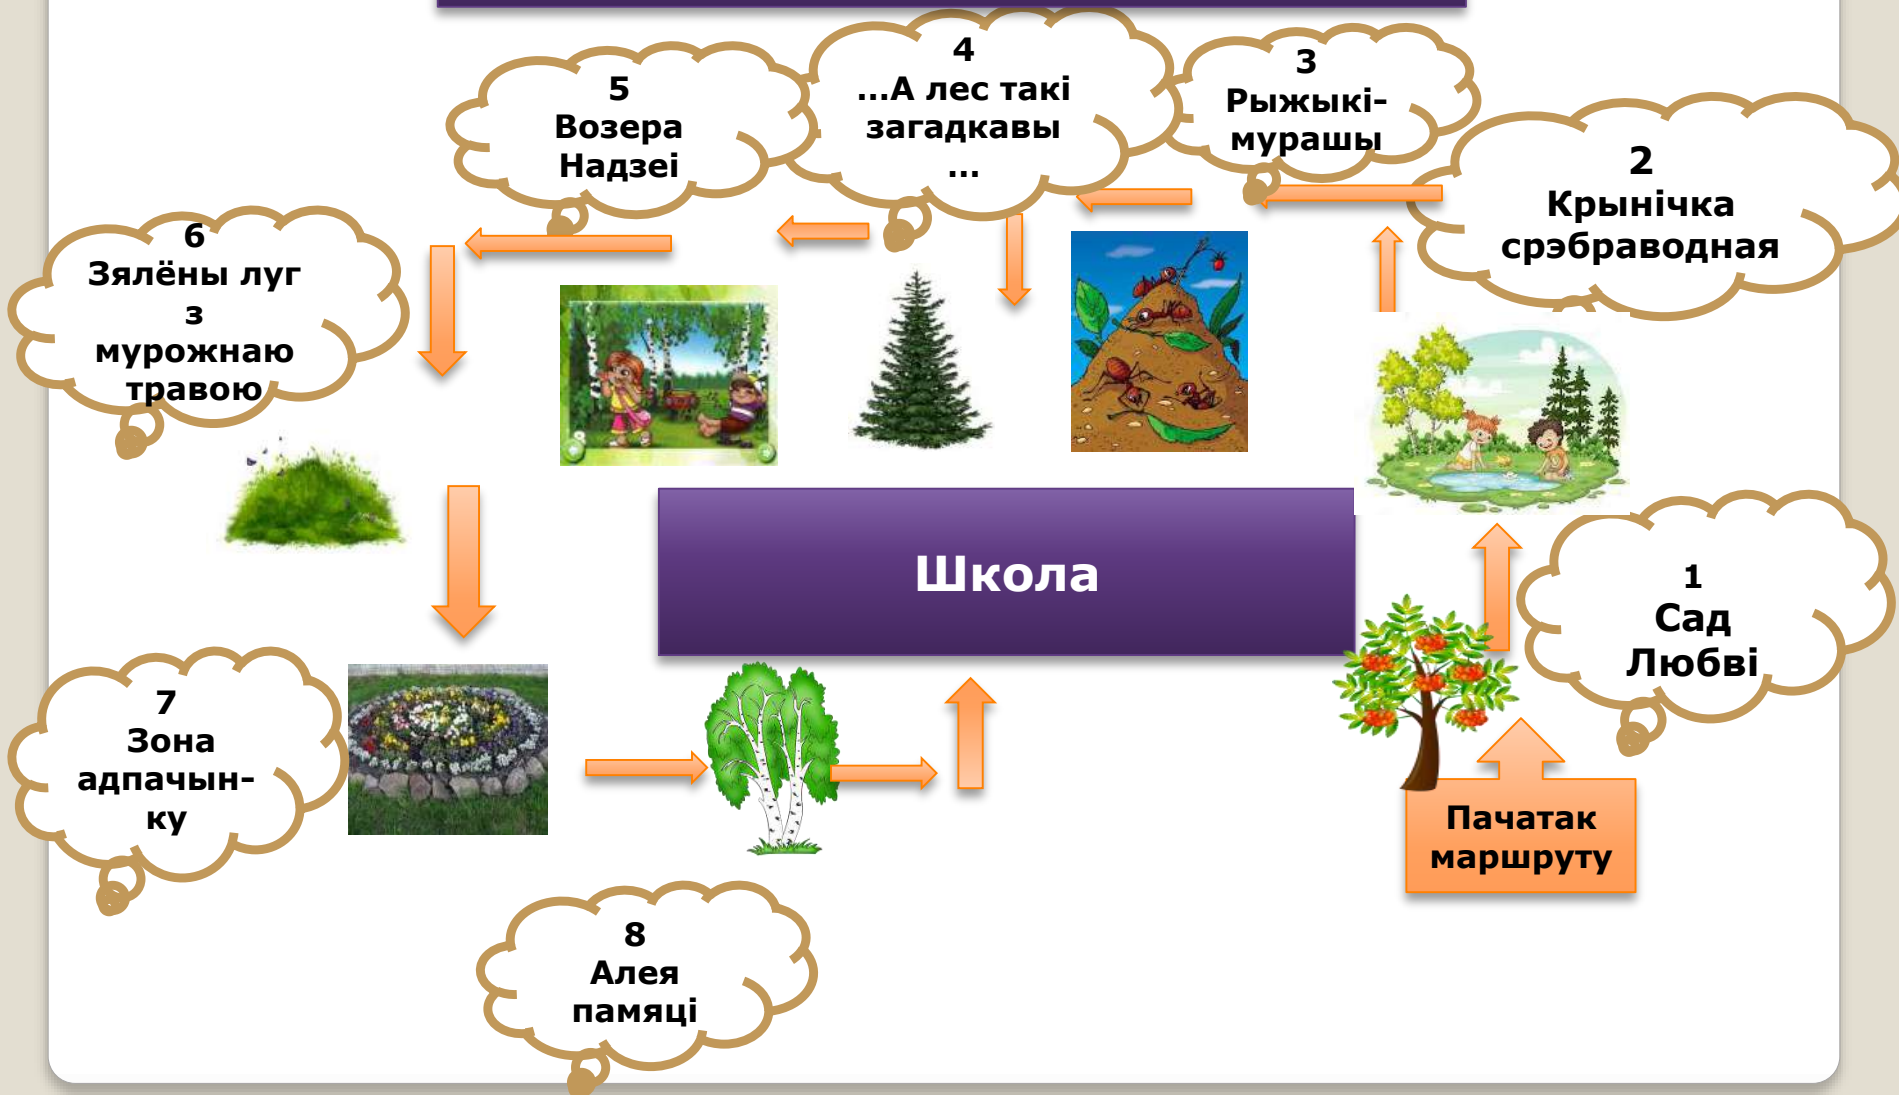 5
Возера
Надзеі
4
...А лес такі
загадкавы
...
3
Рыжыкі-
мурашы
2
Крынічка
срэбраводная
6
Зялёны луг
з
мурожнаю
травою
Школа
1
Сад
Любві
7
Зона
адпачын-
ку
Пачатак
маршруту
8
Алея
памяці